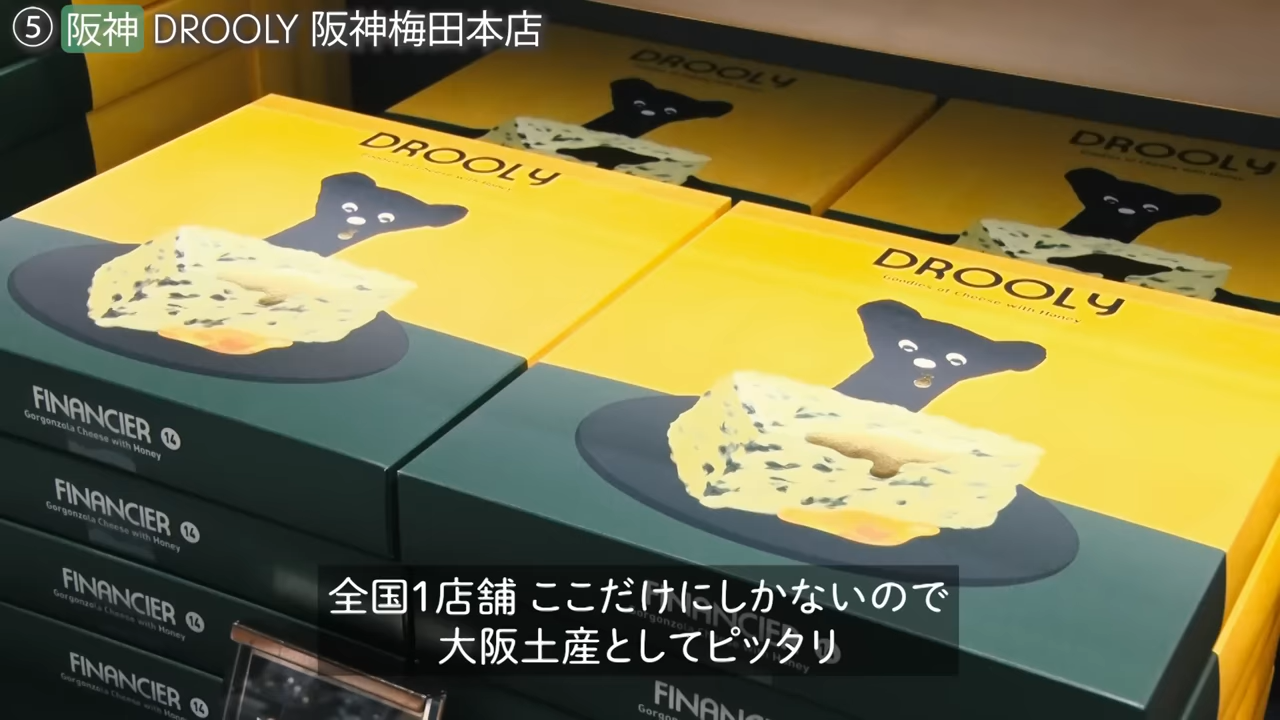 ⑤ 阪神 DROOLY 阪神梅田本店
DROOLY
DROOLY
DROOLY
Goodies of Cheese with Honey
DROOLY
Goodies of Cheese with Honey
FINANCIER 14
Gorgonzola Cheese with Honey
FINANCIER 14
Gorgonzola Cheese with Honey
FINANCIER 14
Gorgonzola Cheese with Honey
FINANCIER 14
Gorgonzola Cheese with Honey
全国1店舗 ここだけにしかないので
大阪土産としてピッタリ
FINANCIER